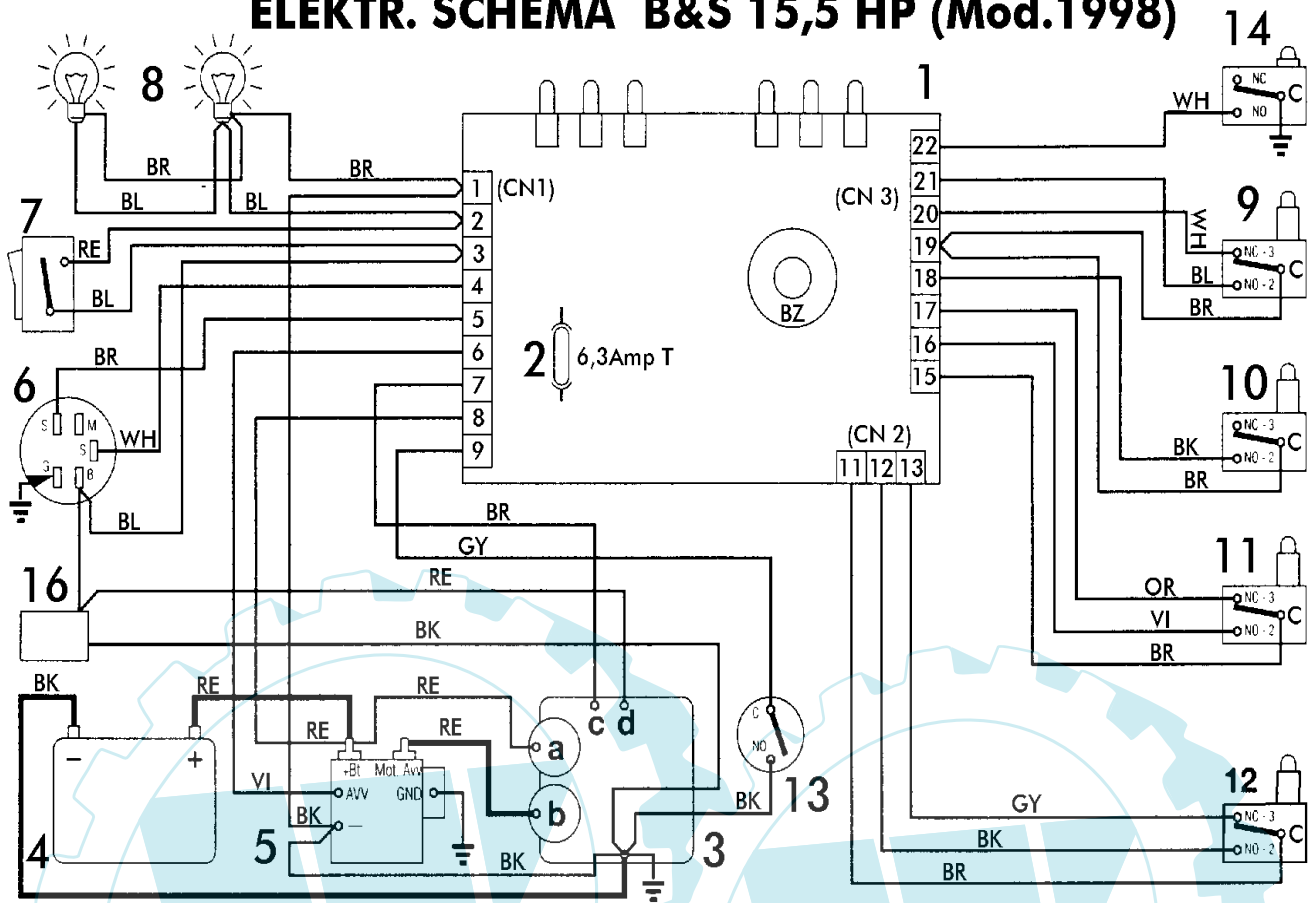 ELEKTR. SCHEMA B&S 15,5 HP (Mod.1998)
14
8
1
NC
C
WH
NO
BR
BR
22
1 (CN1)
21
(CN 3)
BL
BL
2
20
9
7
WH
RE
3
19
NC - 3
C
4
18
BL
NO - 2
BL
5
17
BR
BZ
6
16
2
6,3Amp T
BR
7
15
10
6
8
(CN 2)
NC - 3
S
M
C
WH
9
BK
NO - 2
S
11 12 13
G
B
BR
BL
BR
GY
11
16
RE
OR
NC - 3
C
VI
NO - 2
BK
BR
BK
RE
RE
c d
C
-
+
RE
RE
a
NO
+Bt
Mot. Avv
12
VI
AVV
GND
13
NC - 3
BK
b
BK
GY
C
-
BK
NO - 2
4
5
3
BK
BR